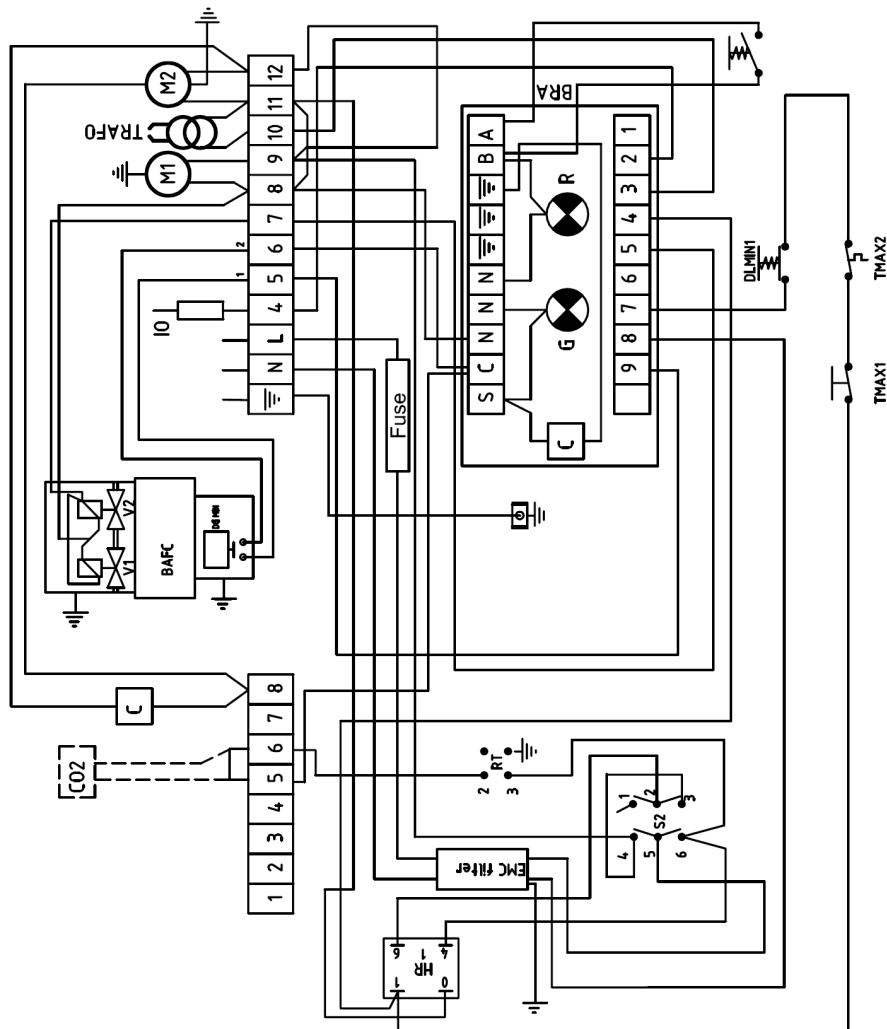 M2
TRAFO
M1
12
11
10
9
8
7
6
5
4
L
N
2
1
IO
Fuse
BRA
A
B
N
N
N
C
S
R
G
C
1
2
3
4
5
6
7
8
9
DLMIN1
TMAX2
TMAX1
V2
V1
DG MIN
BAFC
C
CO2
8
7
6
5
4
3
2
1
RT
2
3
1
2
3
S2
4
5
6
EMC filter
HR
1
6
4
1
0